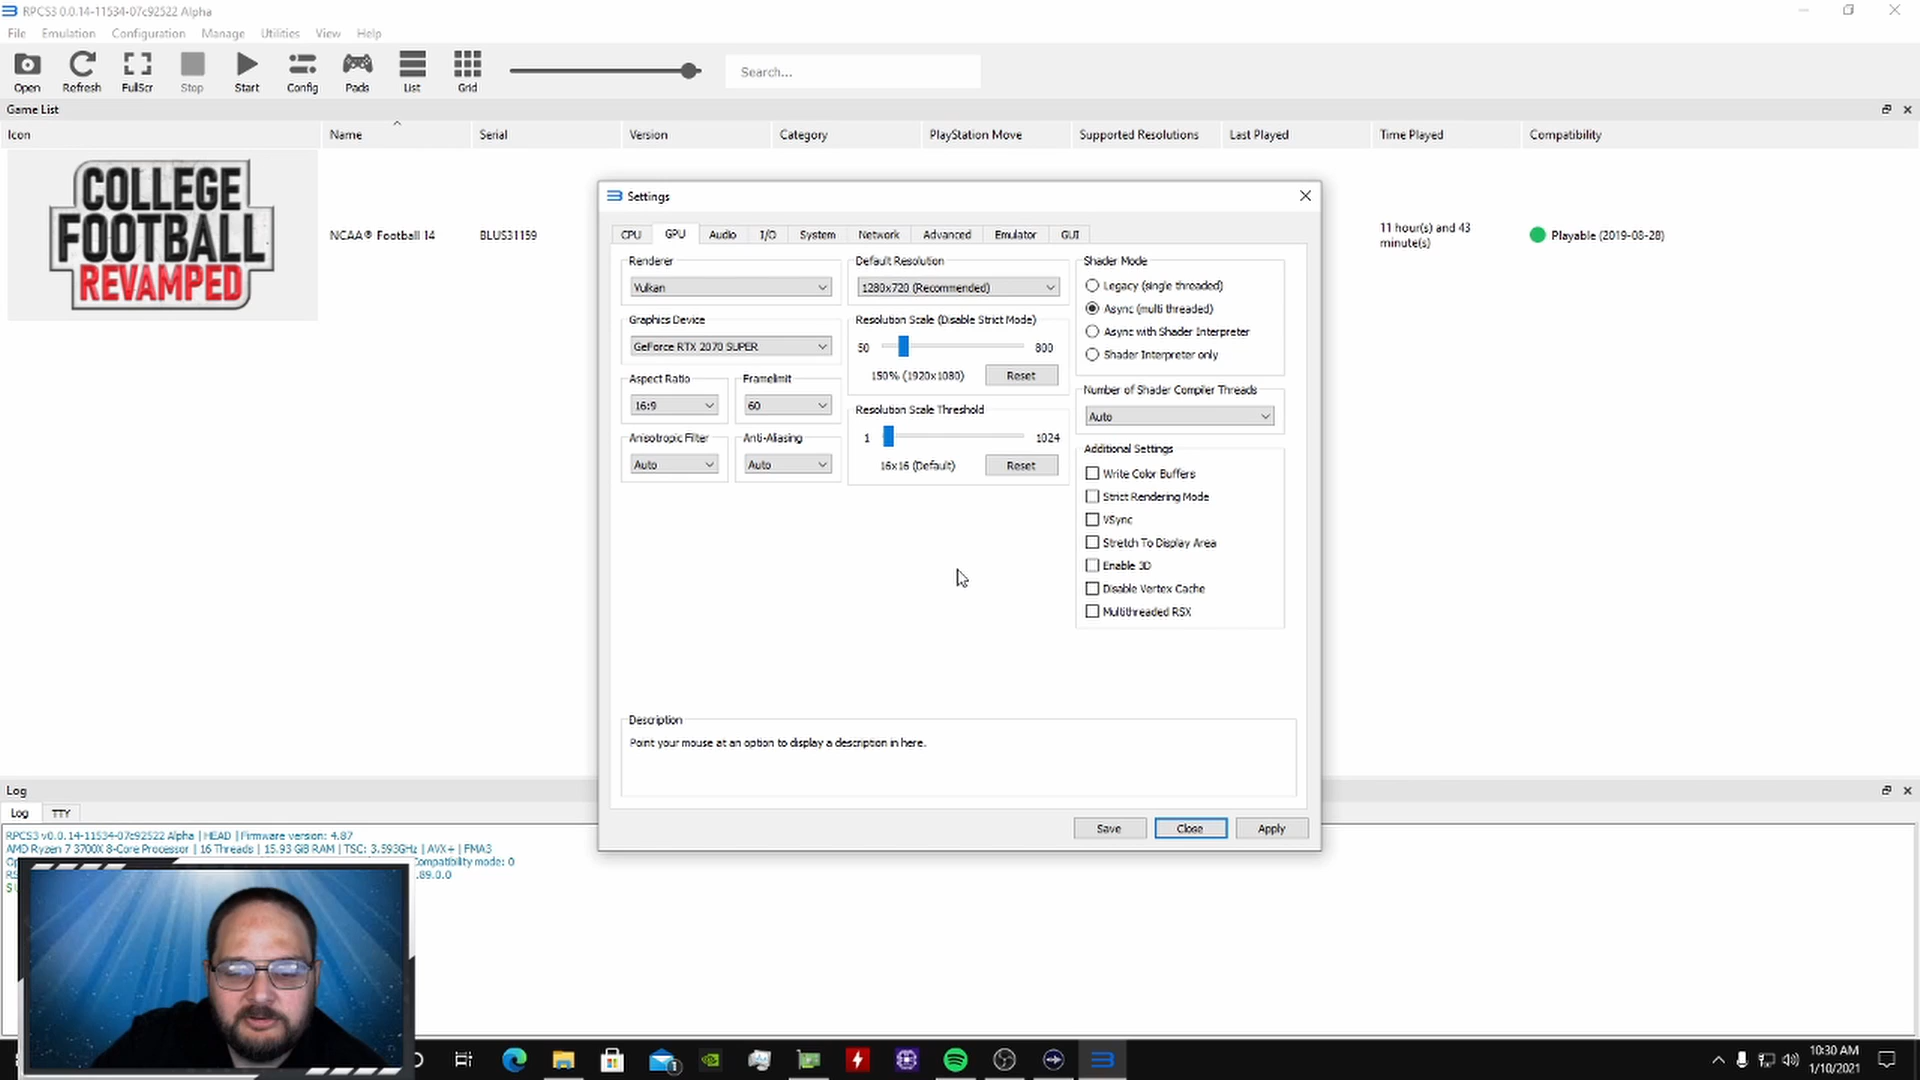 RPCS3 0.0.14-11534-07c92522 Alpha
File Emulation Configuration Manage Utilities View Help
Open Refresh FullScr Stop Start Config Pads List Grid
Search...
Game List
Icon Name Serial Version Category PlayStation Move Supported Resolutions Last Played Time Played Compatibility
COLLEGE
FOOTBALL
REVAMPED
NCAA® Football 14 BLUS31159
11 hour(s) and 43
minute(s)
Playable (2019-08-28)
Settings
CPU GPU Audio I/O System Network Advanced Emulator GUI
Renderer
Vulkan
Graphics Device
GeForce RTX 2070 SUPER
Aspect Ratio
16:9
Framelimit
60
Anisotropic Filter
Auto
Anti-Aliasing
Auto
Default Resolution
1280x720 (Recommended)
Resolution Scale (Disable Strict Mode)
50 800
150% (1920x1080) Reset
Resolution Scale Threshold
1 1024
16x16 (Default) Reset
Shader Mode
Legacy (single threaded)
Async (multi threaded)
Async with Shader Interpreter
Shader Interpreter only
Number of Shader Compiler Threads
Auto
Additional Settings
Write Color Buffers
Strict Rendering Mode
VSync
Stretch To Display Area
Enable 3D
Disable Vertex Cache
Multithreaded RSX
Description
Point your mouse at an option to display a description in here.
Save Close Apply
Log
Log TTY
RPCS3 v0.0.14-11534-07c92522 Alpha | HEAD | Firmware version: 4.87
AMD Ryzen 7 3700X 8-Core Processor | 16 Threads | 15.93 GiB RAM | TSC: 3.593GHz | AVX+ | FMA3
Compatibility mode: 0
.89.0.0
1
10:30 AM
1/10/2021